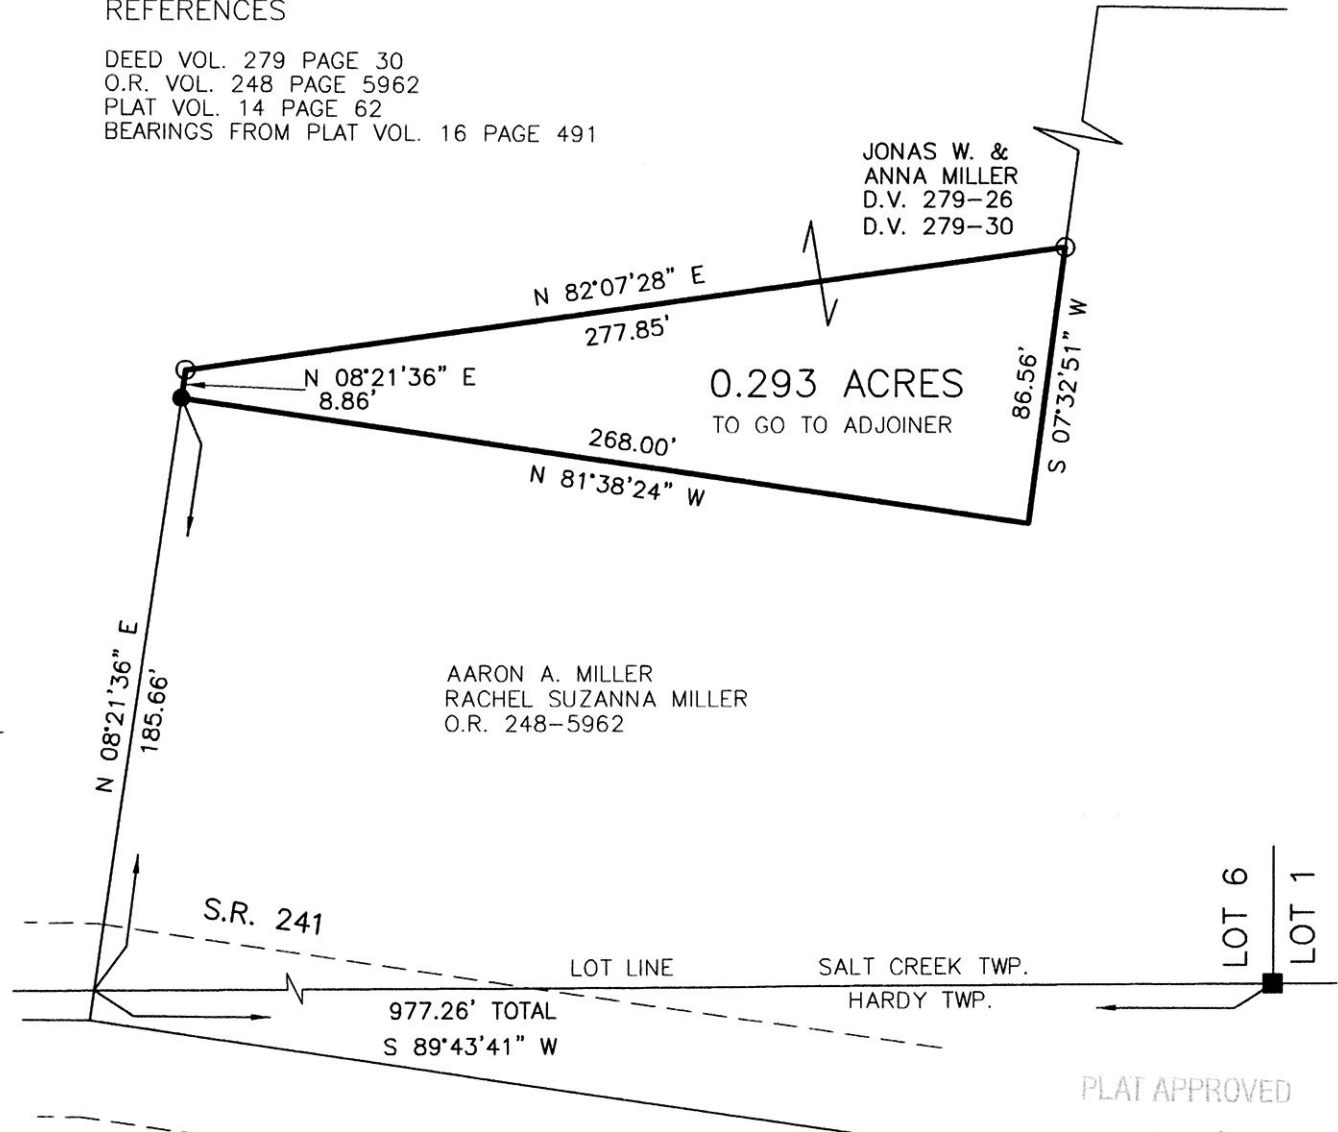 REFERENCES
DEED VOL. 279 PAGE 30
O.R. VOL. 248 PAGE 5962
PLAT VOL. 14 PAGE 62
BEARINGS FROM PLAT VOL. 16 PAGE 491
JONAS W. &
ANNA MILLER
D.V. 279-26
D.V. 279-30
N 82°07'28" E
277.85'
N 08°21'36" E
8.86'
0.293 ACRES
TO GO TO ADJOINER
86.56'
S 07°32'51" W
268.00'
N 81°38'24" W
N 08°21'36" E
185.66'
AARON A. MILLER
RACHEL SUZANNA MILLER
O.R. 248-5962
S.R. 241
LOT 6
LOT 1
LOT LINE
SALT CREEK TWP.
HARDY TWP.
977.26' TOTAL
S 89°43'41" W
PLAT APPROVED